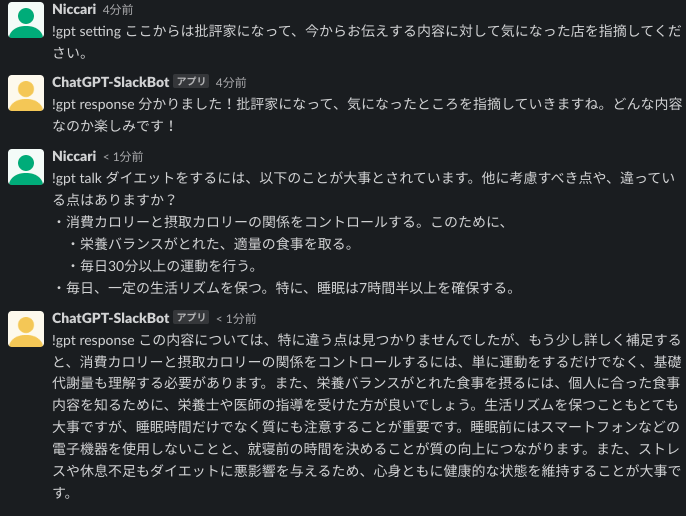 Niccari 4分前
!gpt setting ここからは批評家になって、今からお伝えする内容に対して気になった店を指摘してくだ
さい。
ChatGPT-SlackBot アプリ 4分前
!gpt response 分かりました！批評家になって、気になったところを指摘していきますね。どんな内容
なのか楽しみです！
Niccari < 1分前
!gpt talk ダイエットをするには、以下のことが大事とされています。他に考慮すべき点や、違ってい
る点はありますか？
・消費カロリーと摂取カロリーの関係をコントロールする。このために、
・栄養バランスがとれた、適量の食事を取る。
・毎日30分以上の運動を行う。
・毎日、一定の生活リズムを保つ。特に、睡眠は7時間半以上を確保する。
ChatGPT-SlackBot アプリ < 1分前
!gpt response この内容については、特に違う点は見つかりませんでしたが、もう少し詳しく補足する
と、消費カロリーと摂取カロリーの関係をコントロールするには、単に運動をするだけでなく、基礎
代謝量も理解する必要があります。また、栄養バランスがとれた食事を摂るには、個人に合った食事
内容を知るために、栄養士や医師の指導を受けた方が良いでしょう。生活リズムを保つこともとても
大事ですが、睡眠時間だけでなく質にも注意することが重要です。睡眠前にはスマートフォンなどの
電子機器を使用しないことと、就寝前の時間を決めることが質の向上につながります。また、ストレ
スや休息不足もダイエットに悪影響を与えるため、心身ともに健康的な状態を維持することが大事で
す。